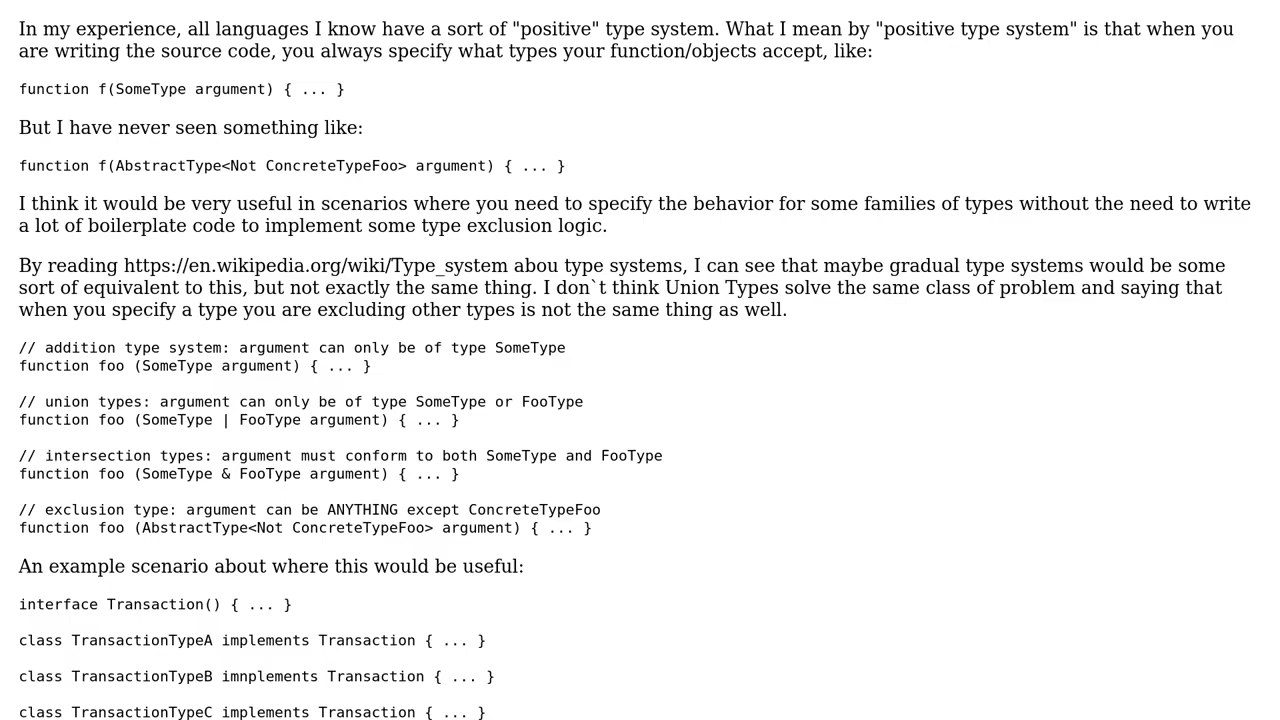 In my experience, all languages I know have a sort of "positive" type system. What I mean by "positive type system" is that when you
are writing the source code, you always specify what types your function/objects accept, like:
function f(SomeType argument) { ... }
But I have never seen something like:
function f(AbstractType<Not ConcreteTypeFoo> argument) { ... }
I think it would be very useful in scenarios where you need to specify the behavior for some families of types without the need to write
a lot of boilerplate code to implement some type exclusion logic.
By reading https://en.wikipedia.org/wiki/Type_system abou type systems, I can see that maybe gradual type systems would be some
sort of equivalent to this, but not exactly the same thing. I don`t think Union Types solve the same class of problem and saying that
when you specify a type you are excluding other types is not the same thing as well.
// addition type system: argument can only be of type SomeType
function foo (SomeType argument) { ... }
// union types: argument can only be of type SomeType or FooType
function foo (SomeType | FooType argument) { ... }
// intersection types: argument must conform to both SomeType and FooType
function foo (SomeType & FooType argument) { ... }
// exclusion type: argument can be ANYTHING except ConcreteTypeFoo
function foo (AbstractType<Not ConcreteTypeFoo> argument) { ... }
An example scenario about where this would be useful:
interface Transaction() { ... }
class TransactionTypeA implements Transaction { ... }
class TransactionTypeB imnplements Transaction { ... }
class TransactionTypeC implements Transaction { ... }